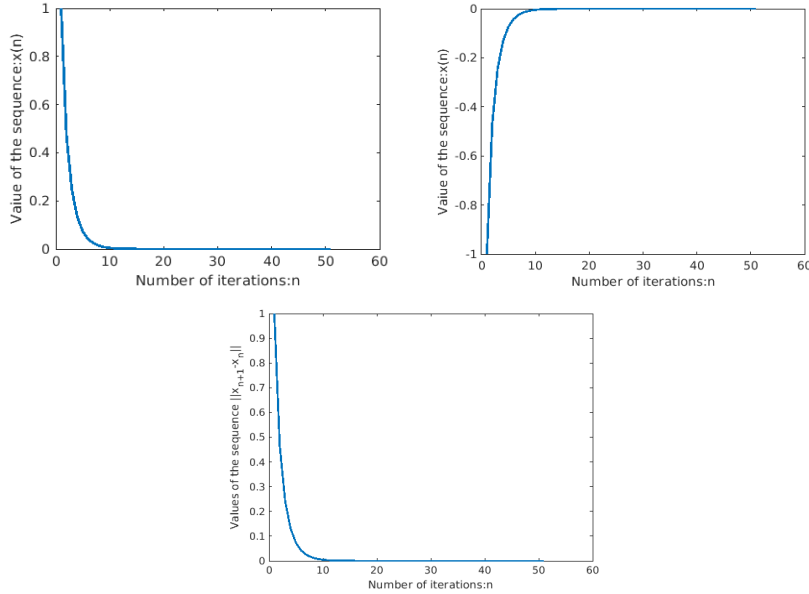 Vaiue of the sequence:x(n)
1
0.8
0.6
0.4
0.2
0
0 10 20 30 40 50 60
Number of iterations:n
Vaiue of the sequence:x(n)
0
-0.2
-0.4
-0.6
-0.8
-1
0 10 20 30 40 50 60
Number of iterations:n
Values of the sequence ||x_{n+1}-x_n||
1
0.9
0.8
0.7
0.6
0.5
0.4
0.3
0.2
0.1
0
0 10 20 30 40 50 60
Number of iterations:n